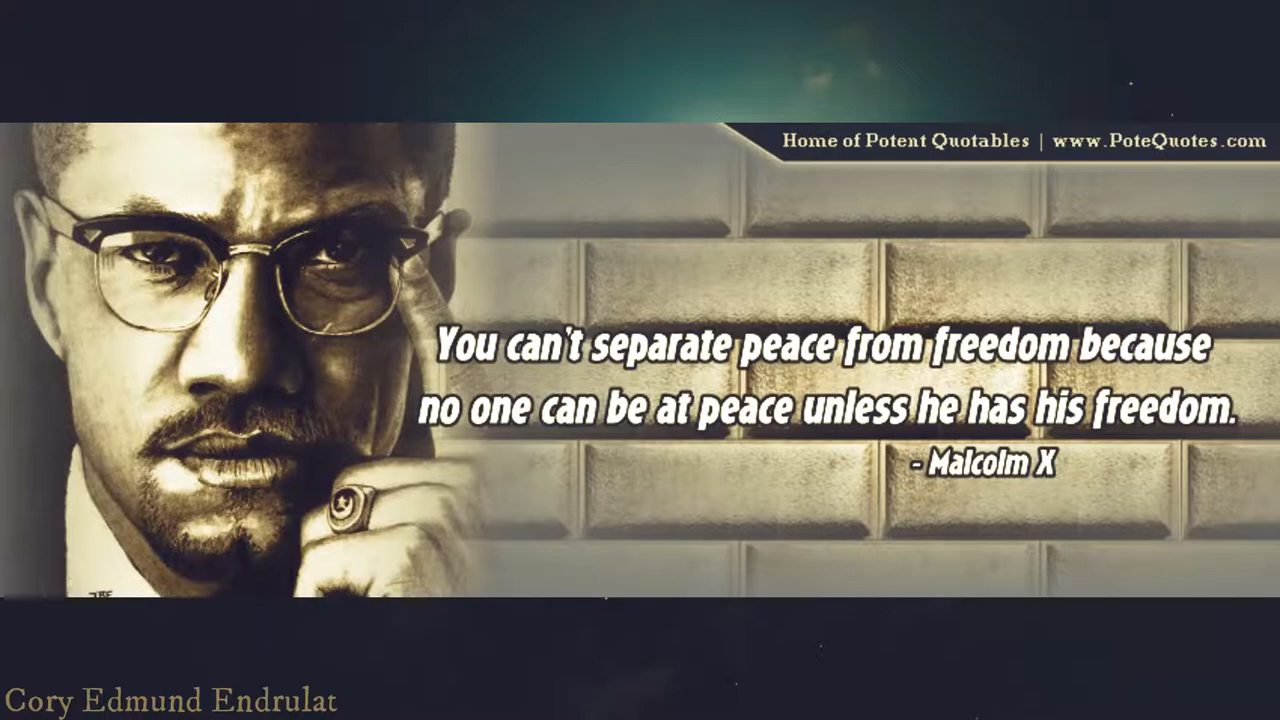 Home of Potent Quotables | www.PoteQuotes.com
You can't separate peace from freedom because
no one can be at peace unless he has his freedom.
- Malcolm X
Cory Edmund Endrulat